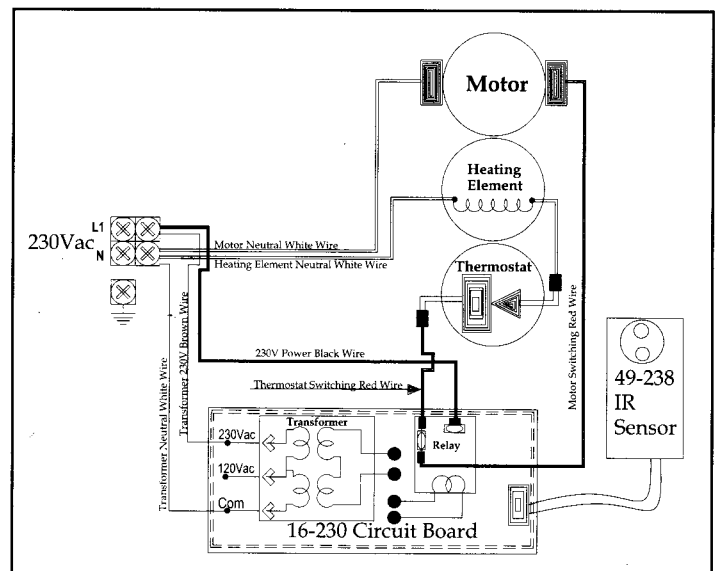 Motor
Heating
Element
L1
230Vac
N
Motor Neutral White Wire
Heating Element Neutral White Wire
Thermostat
Transformer Neutral White Wire
Transformer 230V Brown Wire
230V Power Black Wire
Thermostat Switching Red Wire
Motor Switching Red Wire
49-238
IR
Sensor
Transformer
230Vac
Relay
120Vac
Com
16-230 Circuit Board